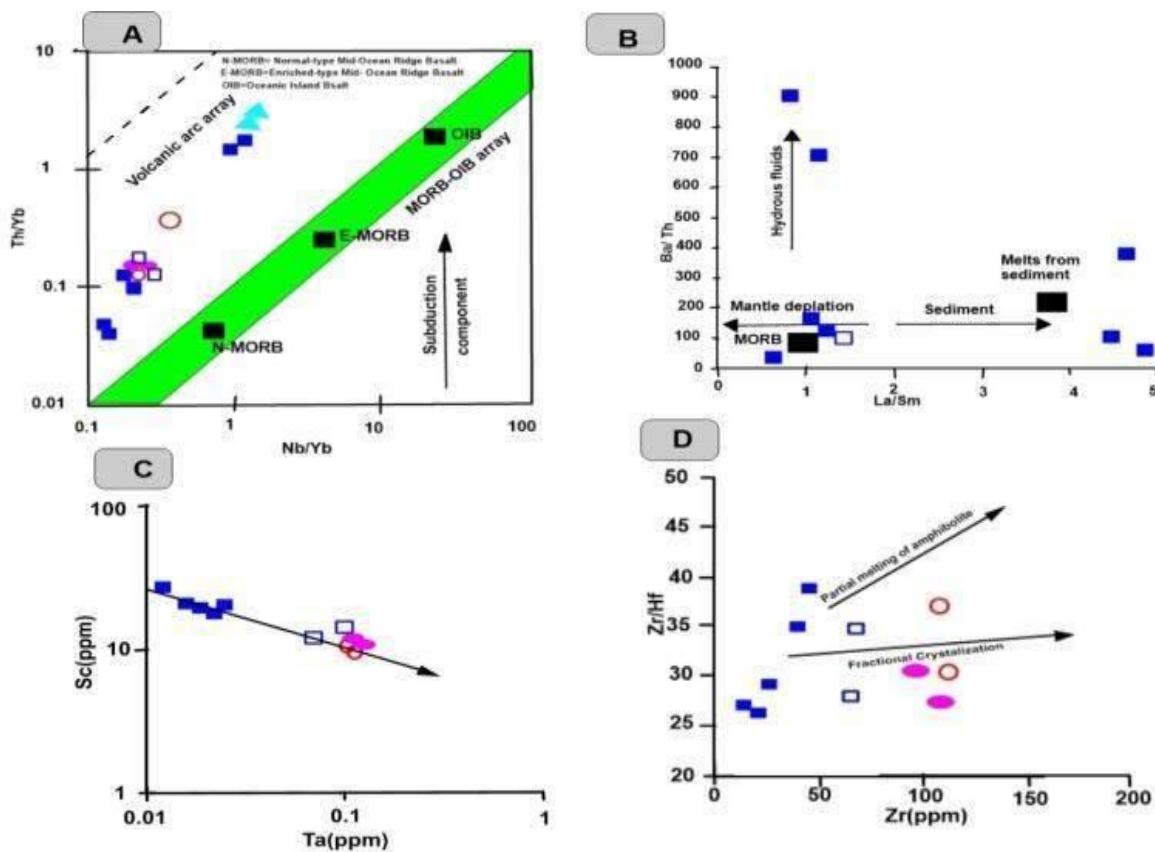 A
10
1
0.1
0.01
Th/Yb
N-MORB= Normal-type Mid-Ocean Ridge Basalt
E-MORB=Enriched-type Mid- Ocean Ridge Basalt
OIB=Oceanic Island Bsalt
Volcanic arc array
OIB
MORB-OIB array
E-MORB
N-MORB
Subduction
component
0.1
1
10
100
Nb/Yb
B
1000
900
800
700
600
500
400
300
200
100
0
Ba/ Th
Hydrous fluids
Melts from
sediment
Mantle deplation
Sediment
MORB
0
1
2
3
4
5
La/Sm
C
100
10
1
Sc(ppm)
0.01
0.1
1
Ta(ppm)
D
50
45
40
35
30
25
20
Zr/Hf
Partial melting of amphibolite
Fractional Crystalization
0
50
100
150
200
Zr(ppm)